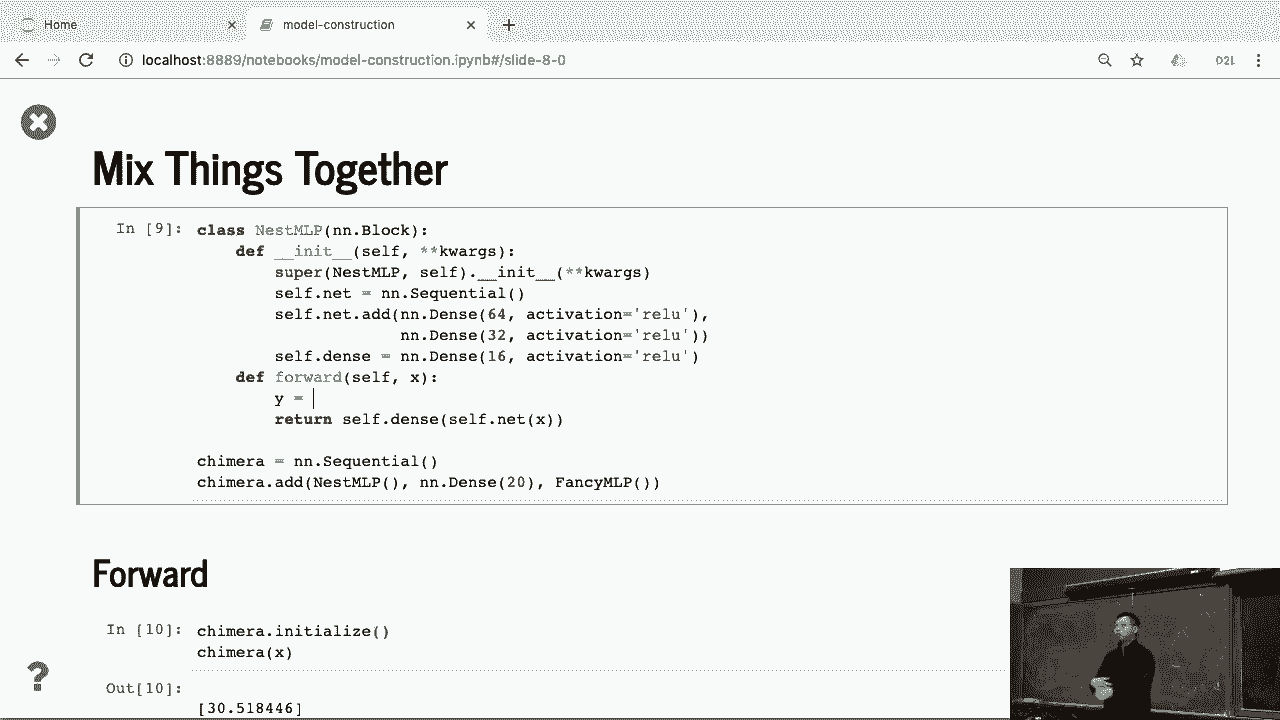 Home
model-construction
localhost:8889/notebooks/model-construction.ipynb#/slide-8-0
D2L
Mix Things Together
In [9]: class NestMLP(nn.Block):
    def __init__(self, **kwargs):
        super(NestMLP, self).__init__(**kwargs)
        self.net = nn.Sequential()
        self.net.add(nn.Dense(64, activation='relu'),
                     nn.Dense(32, activation='relu'))
        self.dense = nn.Dense(16, activation='relu')
    def forward(self, x):
        y =
        return self.dense(self.net(x))
chimera = nn.Sequential()
chimera.add(NestMLP(), nn.Dense(20), FancyMLP())
Forward
In [10]: chimera.initialize()
chimera(x)
Out[10]:
[30.518446]